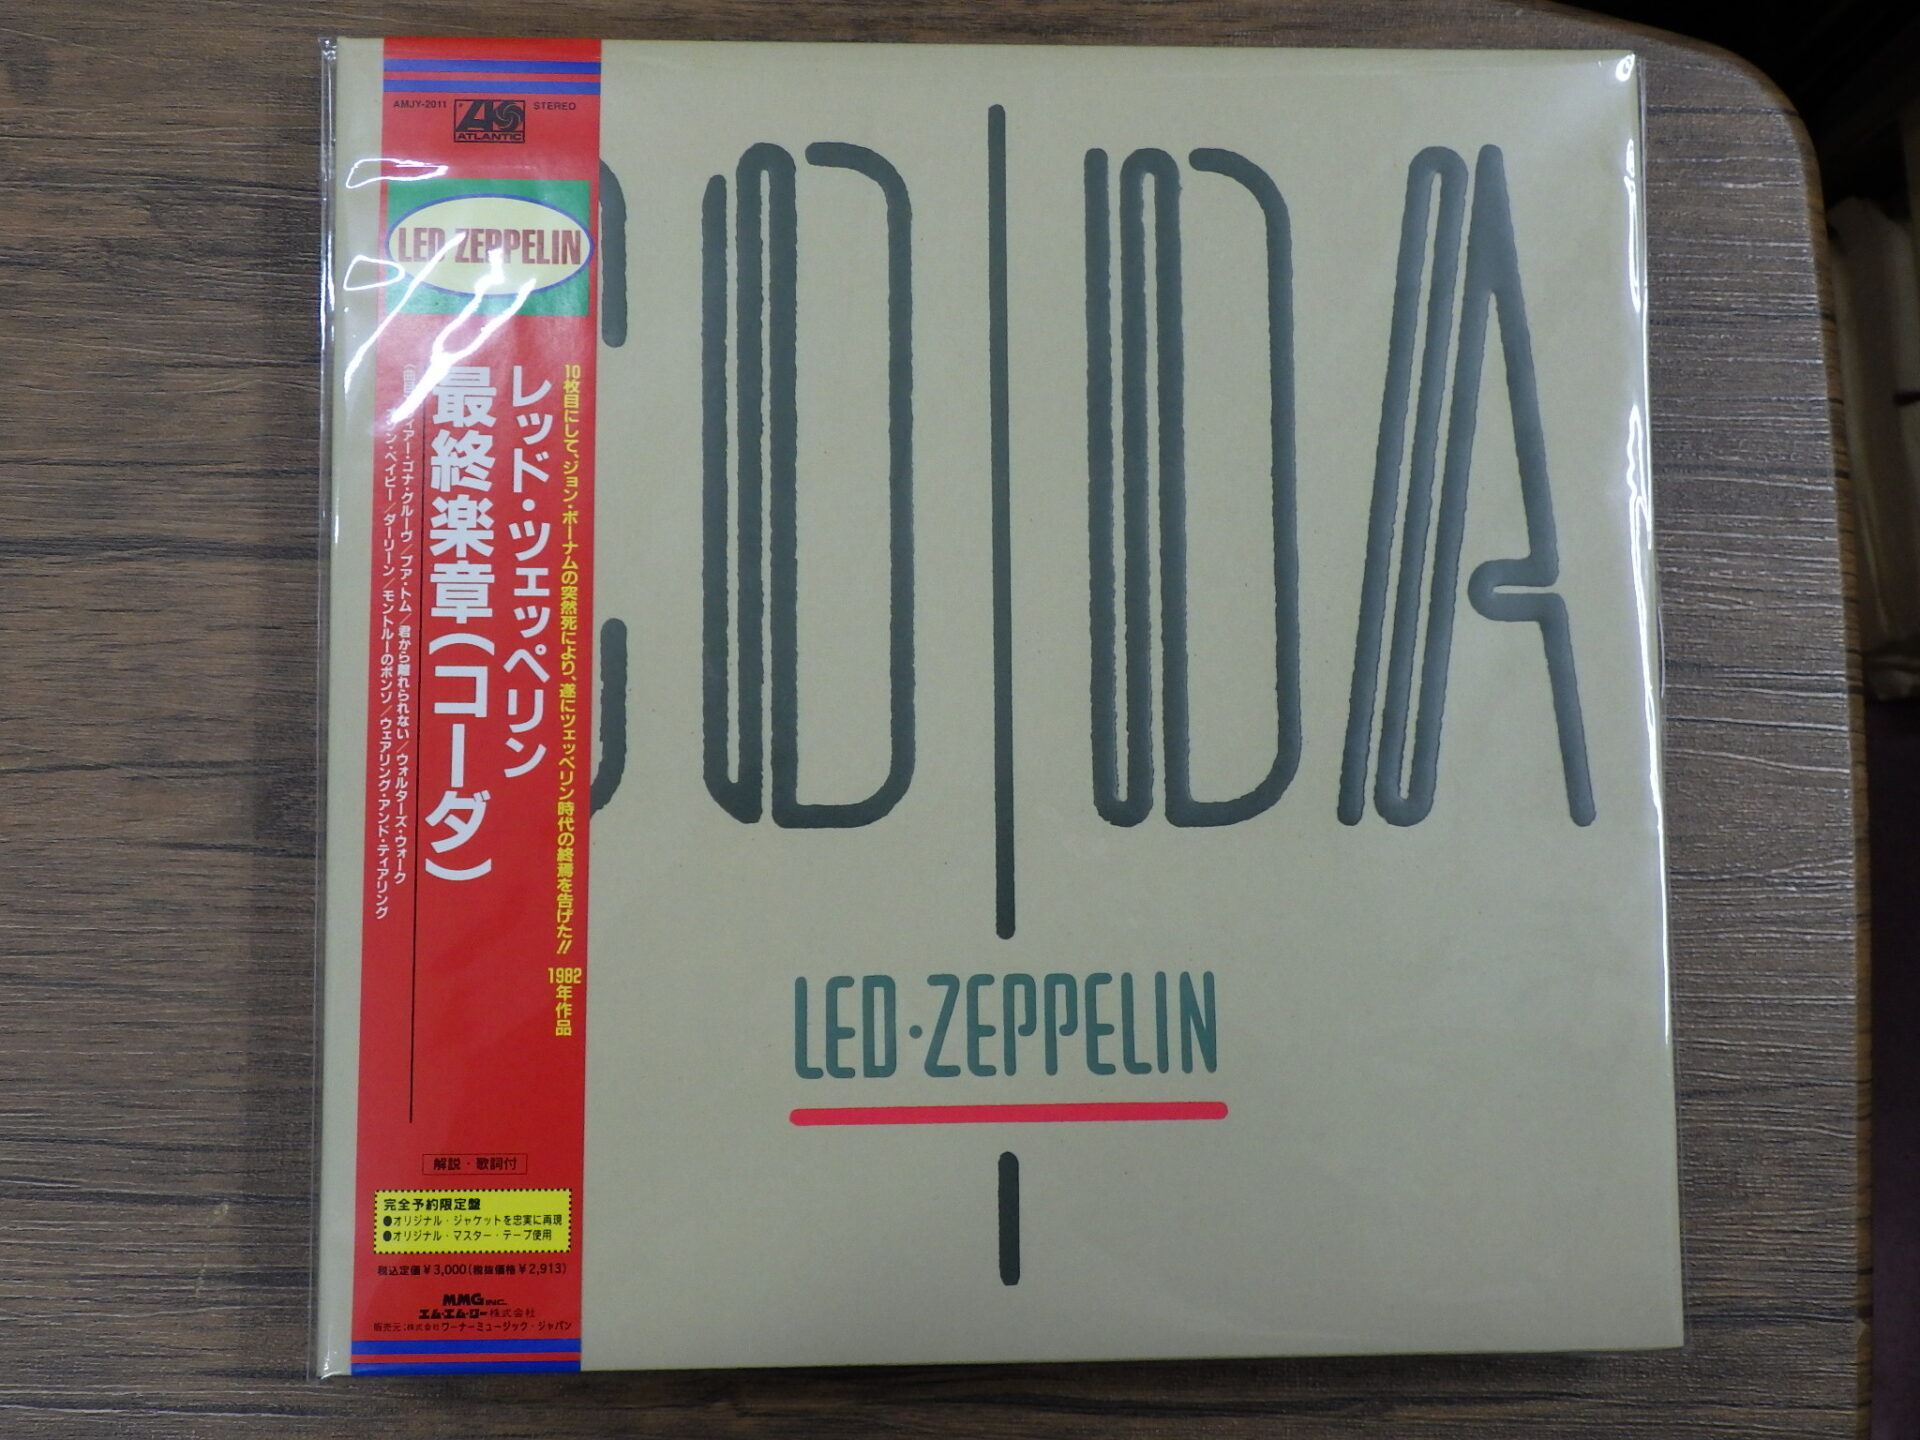 AMJY-2011
ATLANTIC
STEREO
LED ZEPPELIN
10枚目にして、ジョン・ボーナムの突然死により、遂にツェッペリン時代の終焉を告げた!! 1982年作品
レッド・ツェッペリン
最終楽章(コーダ)
ィアー・ゴナ・グルーヴ/プア・トム/君から離れられない/ウォルターズ・ウォーク
ン・ベイビー/ダーリーン/モントルーのボンゾ/ウェアリング・アンド・ティアリング
解説・歌詞付
完全予約限定盤
●オリジナル・ジャケットを忠実に再現
●オリジナル・マスター・テープ使用
税込定価¥3,000(税抜価格¥2,913)
MMG INC.
エム・エム・ジー株式会社
販売元:株式会社ワーナーミュージック・ジャパン
CODA
LED·ZEPPELIN